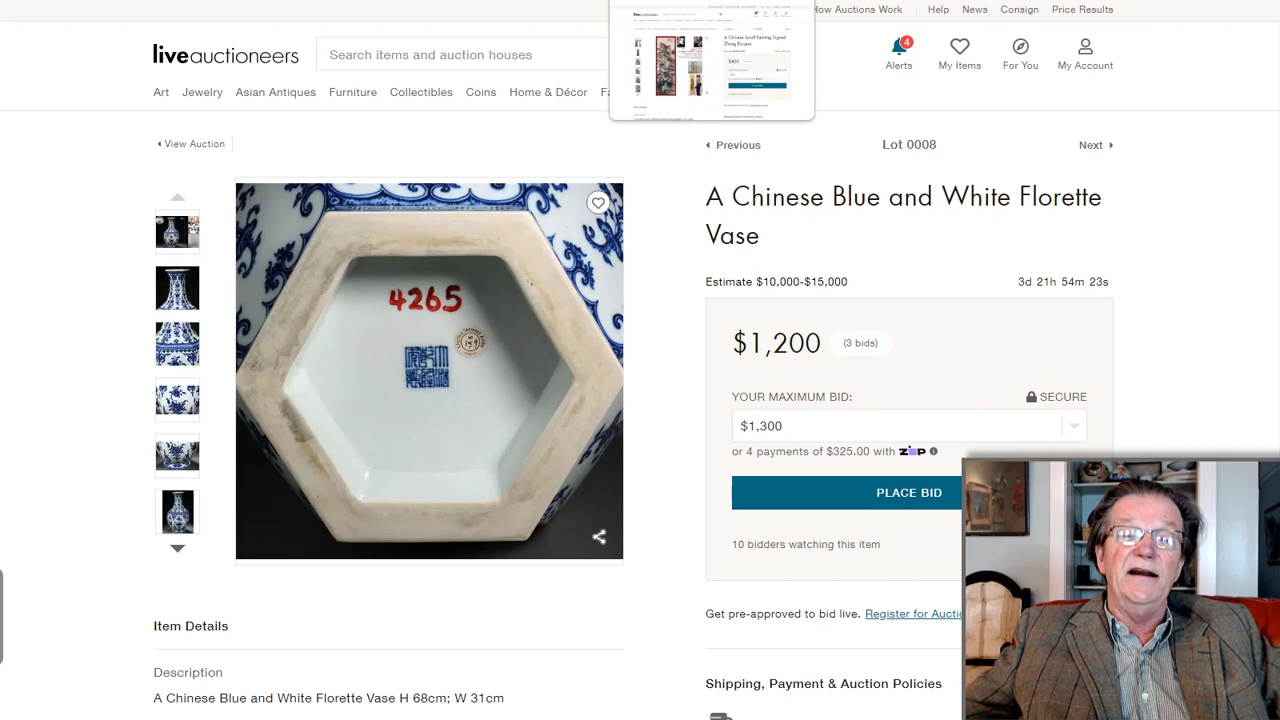 How Auctions Work
Help
News
Consign
Price Results
liveauctioneers
Search items and auction houses
4
Alerts
My Items
For You
My Account
Art
Jewelry
Asian Antiques
Furniture
Collectibles
Coins
Home & Décor
A Chinese Scroll Painting Signed
View Auction
Previous
Lot 0008
Next
A Chinese Blue and White Florette
Vase
Estimate $10,000-$15,000
3d 21h 54m 23s
$1,200
(3 bids)
YOUR MAXIMUM BID:
SECURE
$1,300
or 4 payments of $325.00 with ZIP
PLACE BID
10 bidders watching this item
Get pre-approved to bid live. Register for Auctio
Shipping, Payment & Auction Policies
4265
Item Details
Description
A Chinese Blue and White Florette Vase H 68cm; W 31cm